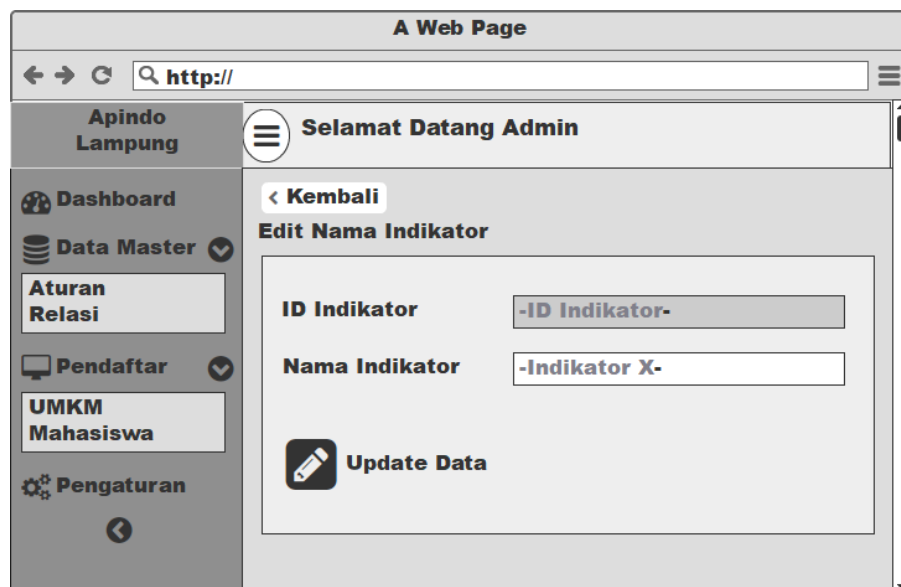 A Web Page
http://
Apindo
Lampung
Selamat Datang Admin
Dashboard
Data Master
Aturan
Relasi
Pendaftar
UMKM
Mahasiswa
Pengaturan
Kembali
Edit Nama Indikator
ID Indikator
-ID Indikator-
Nama Indikator
-Indikator X-
Update Data